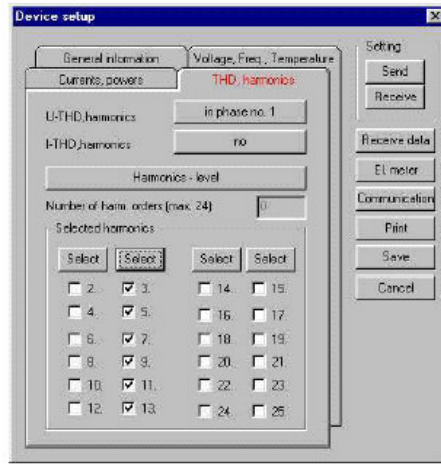 Device setup
General information
Voltage, Freq., Temperature
Currents, powers
THD, harmonics
U-THD,harmonics
in phase no. 1
I-THD,harmonics
no
Harmonics - level
Number of harm. orders (max. 24)
0
Selected harmonics
Select
Select
Select
Select
2. 3. 14. 15.
4. 5. 16. 17.
6. 7. 18. 19.
8. 9. 20. 21.
10. 11. 22. 23.
12. 13. 24. 25.
Setting
Send
Receive
Receive data
El. meter
Communication
Print
Save
Cancel